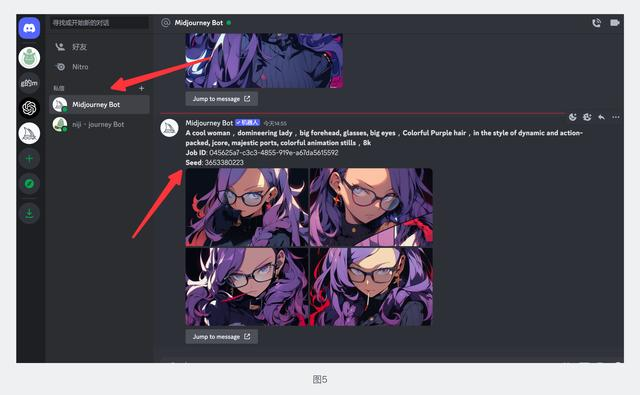 寻找或开始新的对话
Midjourney Bot
好友
Nitro
私信
Midjourney Bot
niji・journey Bot
Jump to message
Midjourney Bot 机器人 今天14:55
A cool woman，domineering lady，big forehead, glasses, big eyes，Colorful Purple hair，in the style of dynamic and action-
packed, jcore, majestic ports, colorful animation stills，8k
Job ID: 045625a7-c3c3-4855-919e-a67da5615592
Seed: 3653380223
Jump to message
图5